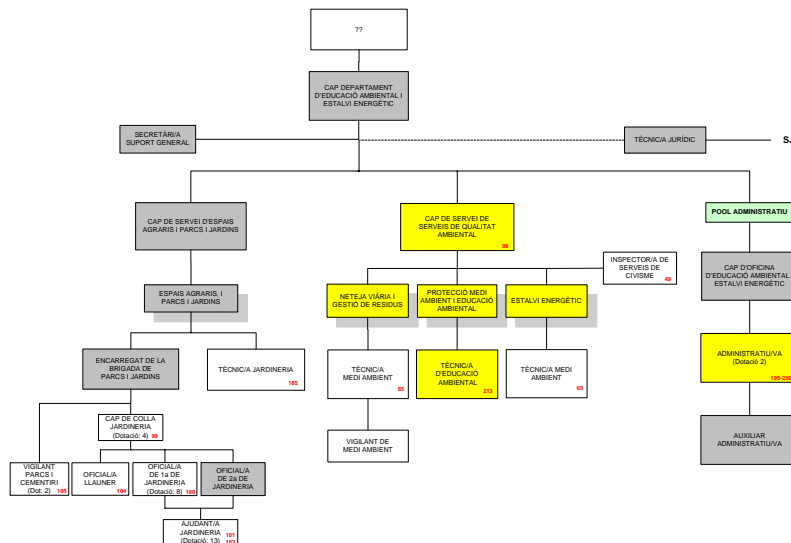 ??
CAP DEPARTAMENT
D'EDUCACIÓ AMBIENTAL I
ESTALVI ENERGÈTIC
SECRETÀRI/A
SUPORT GENERAL
TÈCNIC/A JURÍDIC
S.
CAP DE SERVEI D'ESPAIS
AGRARIS I PARCS I JARDINS
CAP DE SERVEI DE
SERVEIS DE QUALITAT
AMBIENTAL
98
POOL ADMINISTRATIU
INSPECTOR/A DE
SERVEIS DE
CIVISME
49
CAP D'OFICINA
D'EDUCACIÓ AMBIENTAL
ESTALVI ENERGÈTIC
ESPAIS AGRARIS, I
PARCS I JARDINS
NETEJA VIÀRIA I
GESTIÓ DE RESIDUS
PROTECCIÓ MEDI
AMBIENT I EDUCACIÓ
AMBIENTAL
ESTALVI ENERGÈTIC
ENCARREGAT DE LA
BRIGADA DE
PARCS I JARDINS
TÈCNIC/A JARDINERIA
185
TÈCNIC/A
MEDI AMBIENT
65
TÈCNIC/A
D'EDUCACIÓ
AMBIENTAL
213
TÈCNIC/A MEDI
AMBIENT
65
ADMINISTRATIU/VA
(Dotació 2)
CAP DE COLLA
JARDINERIA
(Dotació: 4) 99
VIGILANT DE
MEDI AMBIENT
AUXILIAR
ADMINISTRATIU/VA
VIGILANT
PARCS I
CEMENTIRI
(Dot: 2) 105
OFICIAL/A
LLAUNER
104
OFICIAL/A
DE 1a DE
JARDINERIA
(Dotació: 8) 100
OFICIAL/A
DE 2a DE
JARDINERIA
AJUDANT/A
JARDINERIA 101
(Dotació: 13) 103